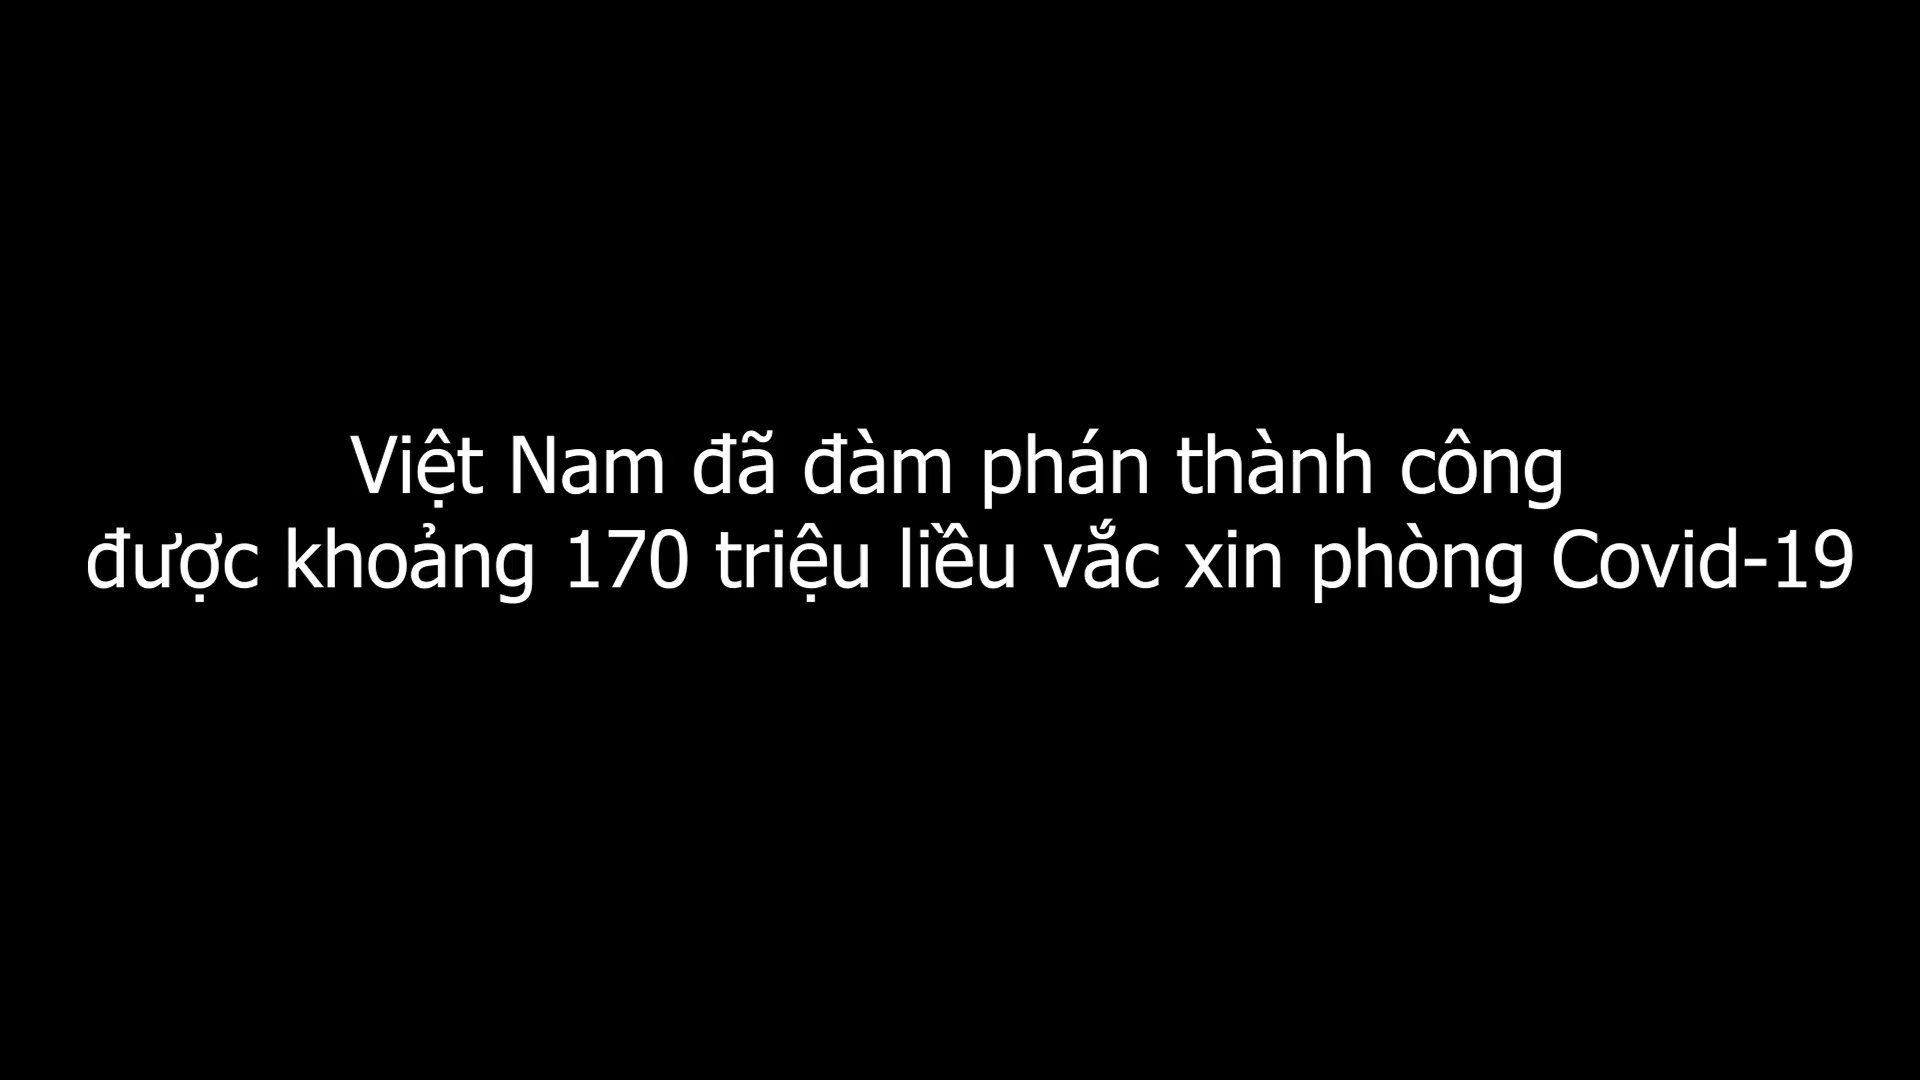 Việt Nam đã đàm phán thành công
được khoảng 170 triệu liều vắc xin phòng Covid-19